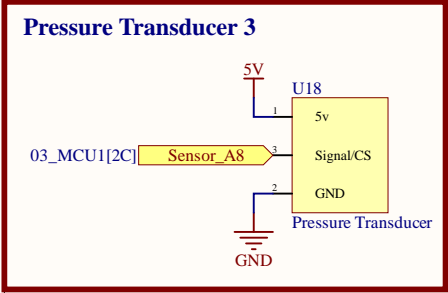 Pressure Transducer 3
5V
U18
1
5v
03_MCU1[2C]
Sensor_A8
3
Signal/CS
2
GND
Pressure Transducer
GND